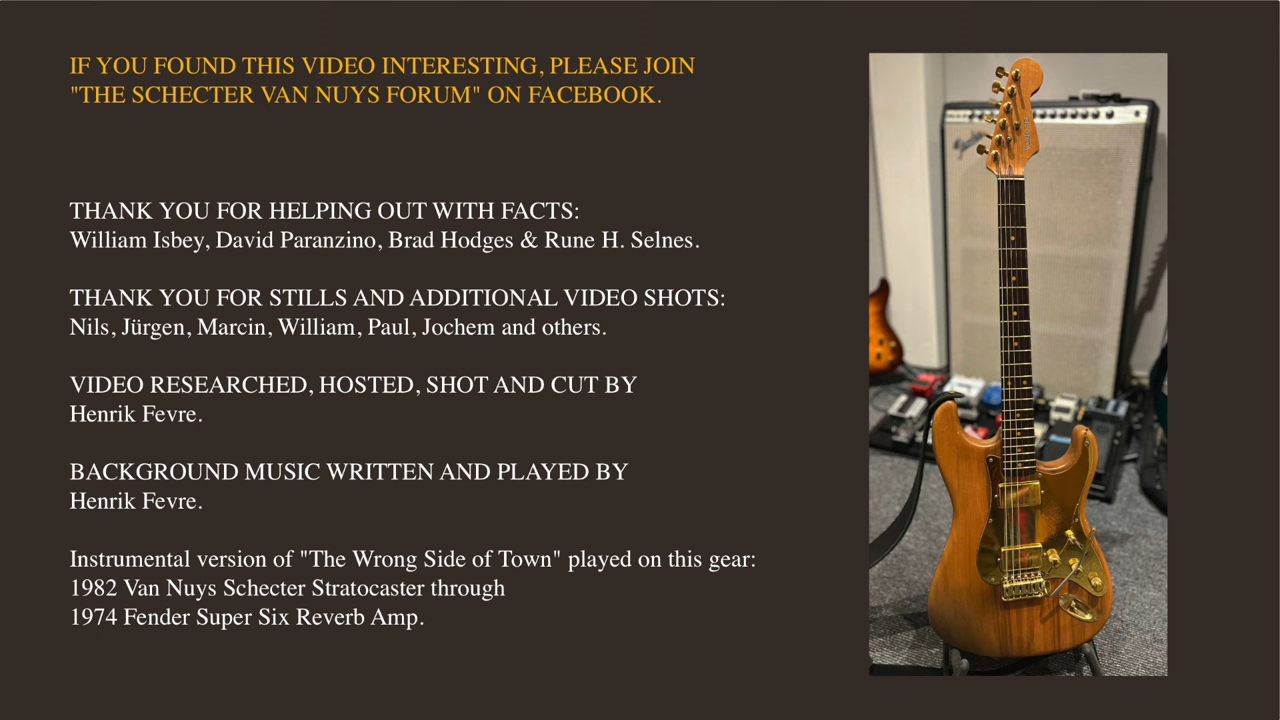 IF YOU FOUND THIS VIDEO INTERESTING, PLEASE JOIN
"THE SCHECTER VAN NUYS FORUM" ON FACEBOOK.
THANK YOU FOR HELPING OUT WITH FACTS:
William Isbey, David Paranzino, Brad Hodges & Rune H. Selnes.
THANK YOU FOR STILLS AND ADDITIONAL VIDEO SHOTS:
Nils, Jürgen, Marcin, William, Paul, Jochem and others.
VIDEO RESEARCHED, HOSTED, SHOT AND CUT BY
Henrik Fevre.
BACKGROUND MUSIC WRITTEN AND PLAYED BY
Henrik Fevre.
Instrumental version of "The Wrong Side of Town" played on this gear:
1982 Van Nuys Schecter Stratocaster through
1974 Fender Super Six Reverb Amp.
Fender